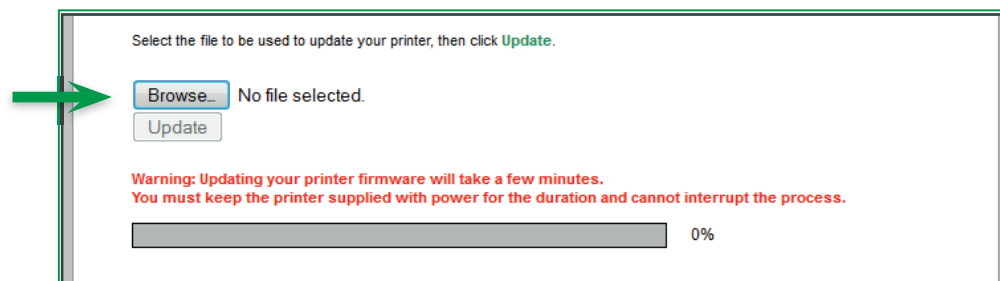 Select the file to be used to update your printer, then click Update.
Browse... No file selected.
Update
Warning: Updating your printer firmware will take a few minutes.
You must keep the printer supplied with power for the duration and cannot interrupt the process.
0%